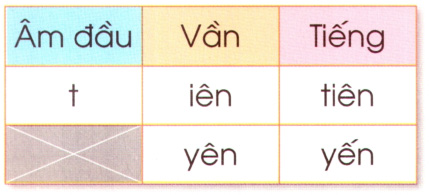 Âm đầu Vần Tiếng
t iên tiên
yên yến